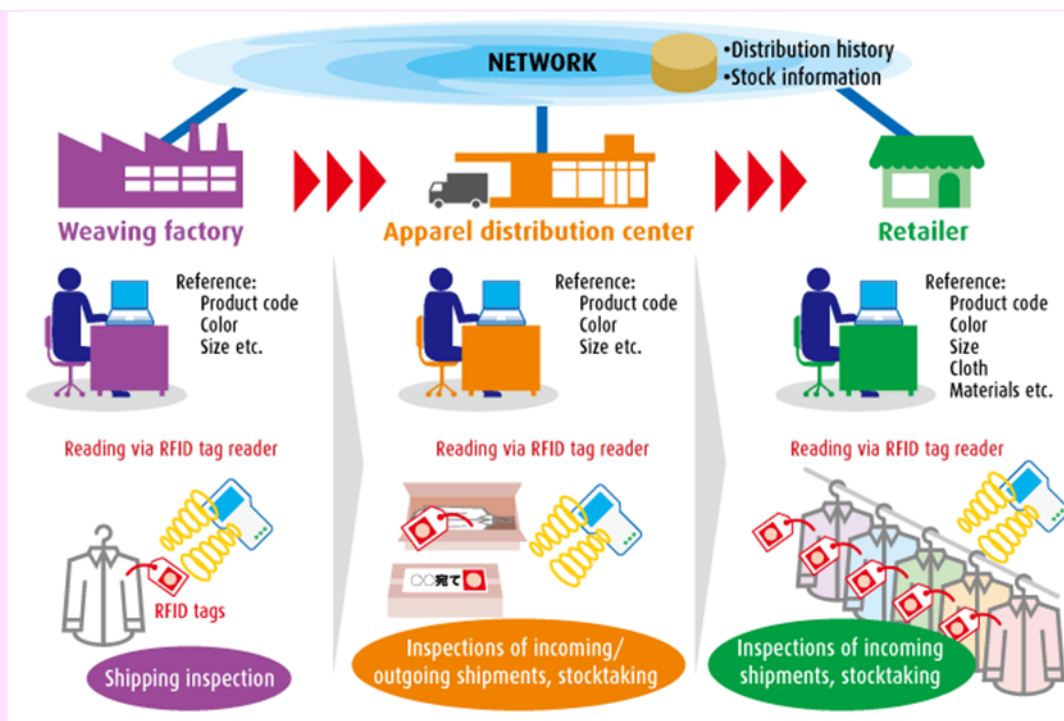 NETWORK
•Distribution history
•Stock information
Weaving factory
Apparel distribution center
Retailer
Reference:
Product code
Color
Size etc.
Reference:
Product code
Color
Size etc.
Reference:
Product code
Color
Size
Cloth
Materials etc.
Reading via RFID tag reader
Reading via RFID tag reader
Reading via RFID tag reader
RFID tags
○○宛て
Shipping inspection
Inspections of incoming/
outgoing shipments, stocktaking
Inspections of incoming
shipments, stocktaking